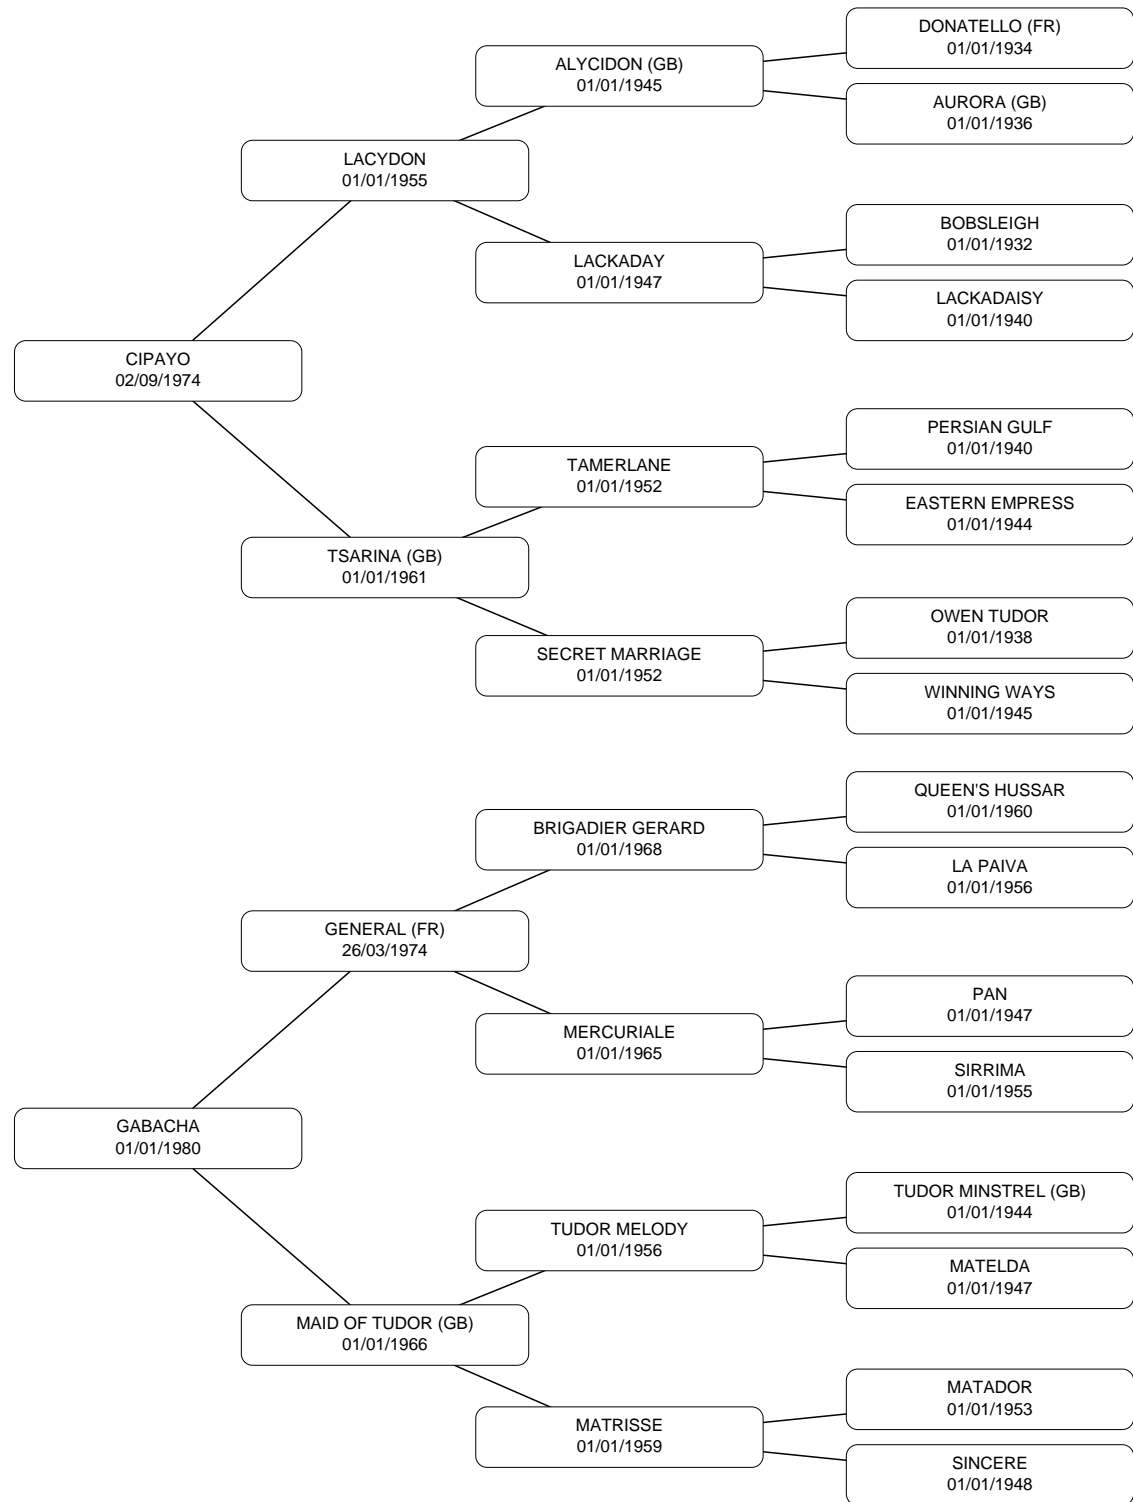 DONATELLO (FR)
01/01/1934
ALYCIDON (GB)
01/01/1945
AURORA (GB)
01/01/1936
LACYDON
01/01/1955
BOBSLEIGH
01/01/1932
LACKADAY
01/01/1947
LACKADAISY
01/01/1940
CIPAYO
02/09/1974
PERSIAN GULF
01/01/1940
TAMERLANE
01/01/1952
EASTERN EMPRESS
01/01/1944
TSARINA (GB)
01/01/1961
OWEN TUDOR
01/01/1938
SECRET MARRIAGE
01/01/1952
WINNING WAYS
01/01/1945
QUEEN'S HUSSAR
01/01/1960
BRIGADIER GERARD
01/01/1968
LA PAIVA
01/01/1956
GENERAL (FR)
26/03/1974
PAN
01/01/1947
MERCURIALE
01/01/1965
SIRRIMA
01/01/1955
GABACHA
01/01/1980
TUDOR MINSTREL (GB)
01/01/1944
TUDOR MELODY
01/01/1956
MATELDA
01/01/1947
MAID OF TUDOR (GB)
01/01/1966
MATADOR
01/01/1953
MATRISSE
01/01/1959
SINCERE
01/01/1948